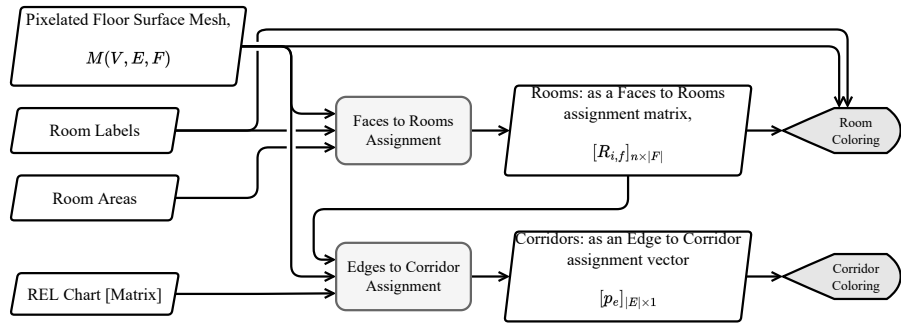 Pixelated Floor Surface Mesh,
M(V, E, F)
Room Labels
Room Areas
REL Chart [Matrix]
Faces to Rooms
Assignment
Edges to Corridor
Assignment
Rooms: as a Faces to Rooms
assignment matrix,
[R_{i,f}]_{n×|F|}
Corridors: as an Edge to Corridor
assignment vector
[p_e]_{|E|×1}
Room
Coloring
Corridor
Coloring